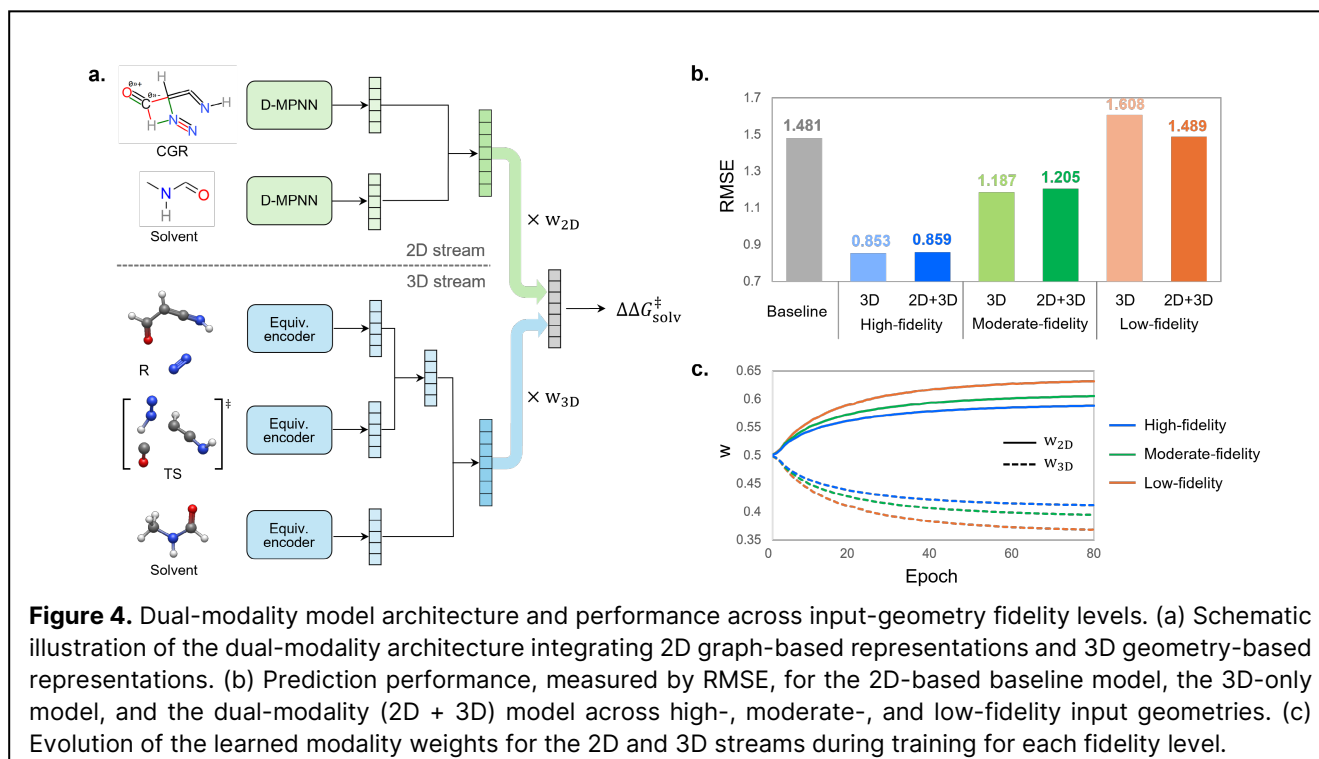 a.
H
0»+
O
0»-
C
N
H
H
N
N
CGR
D-MPNN
N
O
H
Solvent
D-MPNN
× w2D
2D stream
3D stream
R
Equiv.
encoder
‡
TS
Equiv.
encoder
Solvent
Equiv.
encoder
× w3D
ΔΔG‡solv
b.
RMSE
1.7
1.5
1.3
1.1
0.9
0.7
1.481
0.853
0.859
1.187
1.205
1.608
1.489
Baseline
3D
2D+3D
3D
2D+3D
3D
2D+3D
High-fidelity
Moderate-fidelity
Low-fidelity
c.
w
0.65
0.6
0.55
0.5
0.45
0.4
0.35
0
20
40
60
80
Epoch
w2D
w3D
High-fidelity
Moderate-fidelity
Low-fidelity
Figure 4. Dual-modality model architecture and performance across input-geometry fidelity levels. (a) Schematic
illustration of the dual-modality architecture integrating 2D graph-based representations and 3D geometry-based
representations. (b) Prediction performance, measured by RMSE, for the 2D-based baseline model, the 3D-only
model, and the dual-modality (2D + 3D) model across high-, moderate-, and low-fidelity input geometries. (c)
Evolution of the learned modality weights for the 2D and 3D streams during training for each fidelity level.